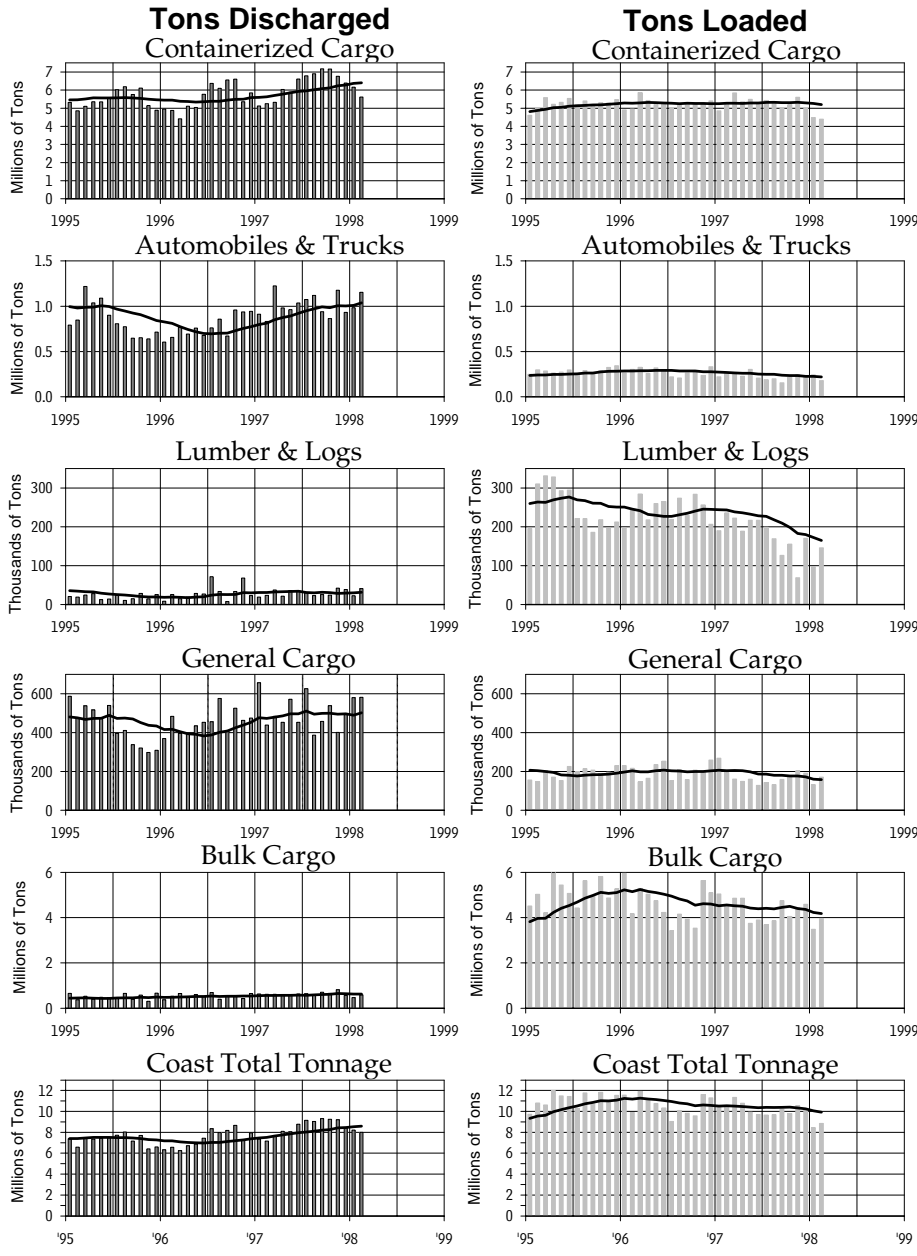 Tons Discharged
Containerized Cargo
Millions of Tons
7
6
5
4
3
2
1
0
1995 1996 1997 1998 1999
Automobiles & Trucks
Millions of Tons
1.5
1.0
0.5
0.0
1995 1996 1997 1998 1999
Lumber & Logs
Thousands of Tons
300
200
100
0
1995 1996 1997 1998 1999
General Cargo
Thousands of Tons
600
400
200
0
1995 1996 1997 1998 1999
Bulk Cargo
Millions of Tons
6
4
2
0
1995 1996 1997 1998 1999
Coast Total Tonnage
Millions of Tons
12
10
8
6
4
2
0
'95 '96 '97 '98 '99
Tons Loaded
Containerized Cargo
Millions of Tons
7
6
5
4
3
2
1
0
1995 1996 1997 1998 1999
Automobiles & Trucks
Millions of Tons
1.5
1.0
0.5
0.0
1995 1996 1997 1998 1999
Lumber & Logs
Thousands of Tons
300
200
100
0
1995 1996 1997 1998 1999
General Cargo
Thousands of Tons
600
400
200
0
1995 1996 1997 1998 1999
Bulk Cargo
Millions of Tons
6
4
2
0
1995 1996 1997 1998 1999
Coast Total Tonnage
Millions of Tons
12
10
8
6
4
2
0
'95 '96 '97 '98 '99